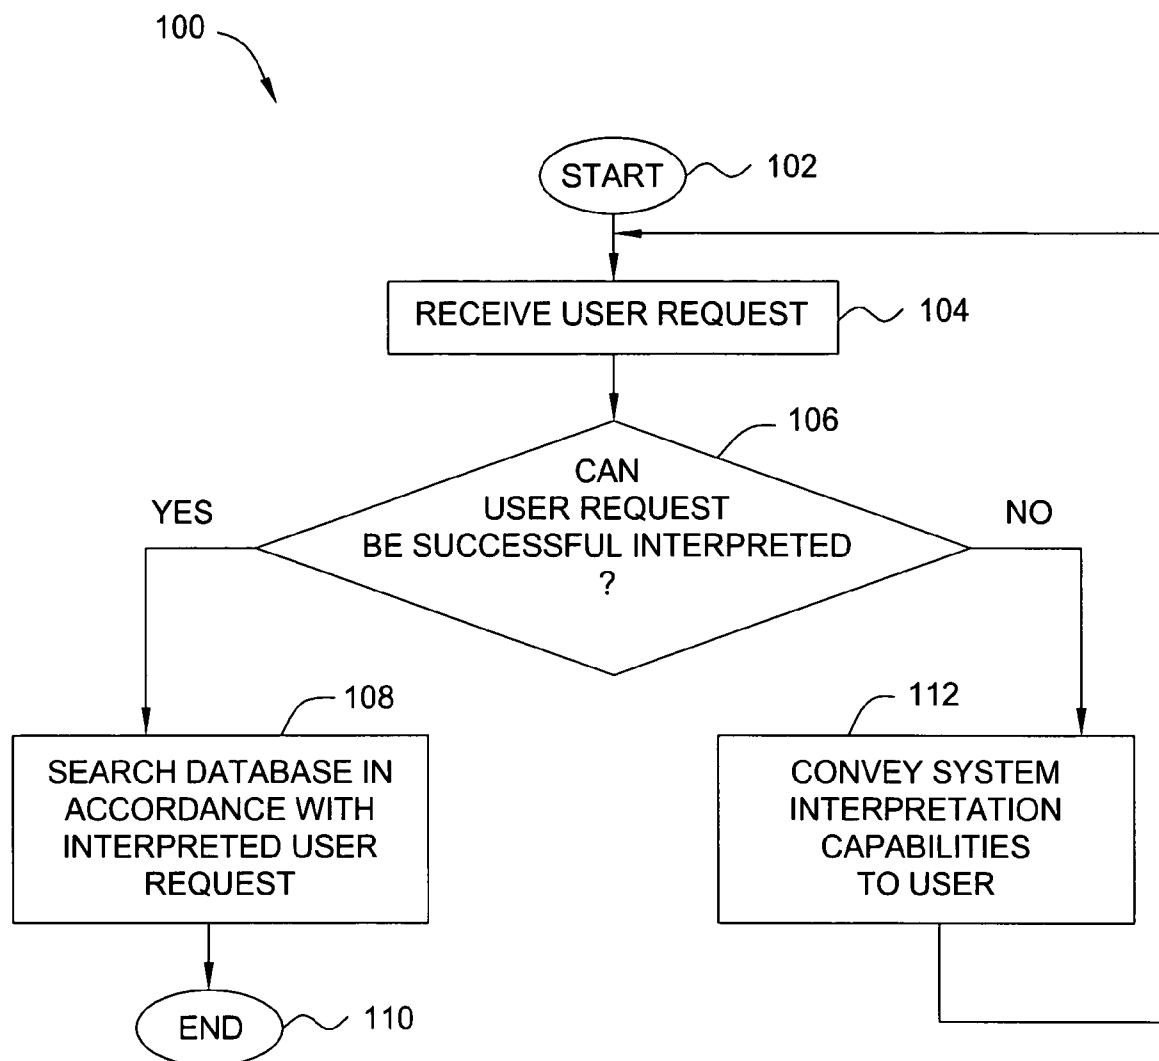 100
START
102
RECEIVE USER REQUEST
104
106
CAN
USER REQUEST
BE SUCCESSFUL INTERPRETED
?
YES
NO
108
SEARCH DATABASE IN
ACCORDANCE WITH
INTERPRETED USER
REQUEST
112
CONVEY SYSTEM
INTERPRETATION
CAPABILITIES
TO USER
END
110